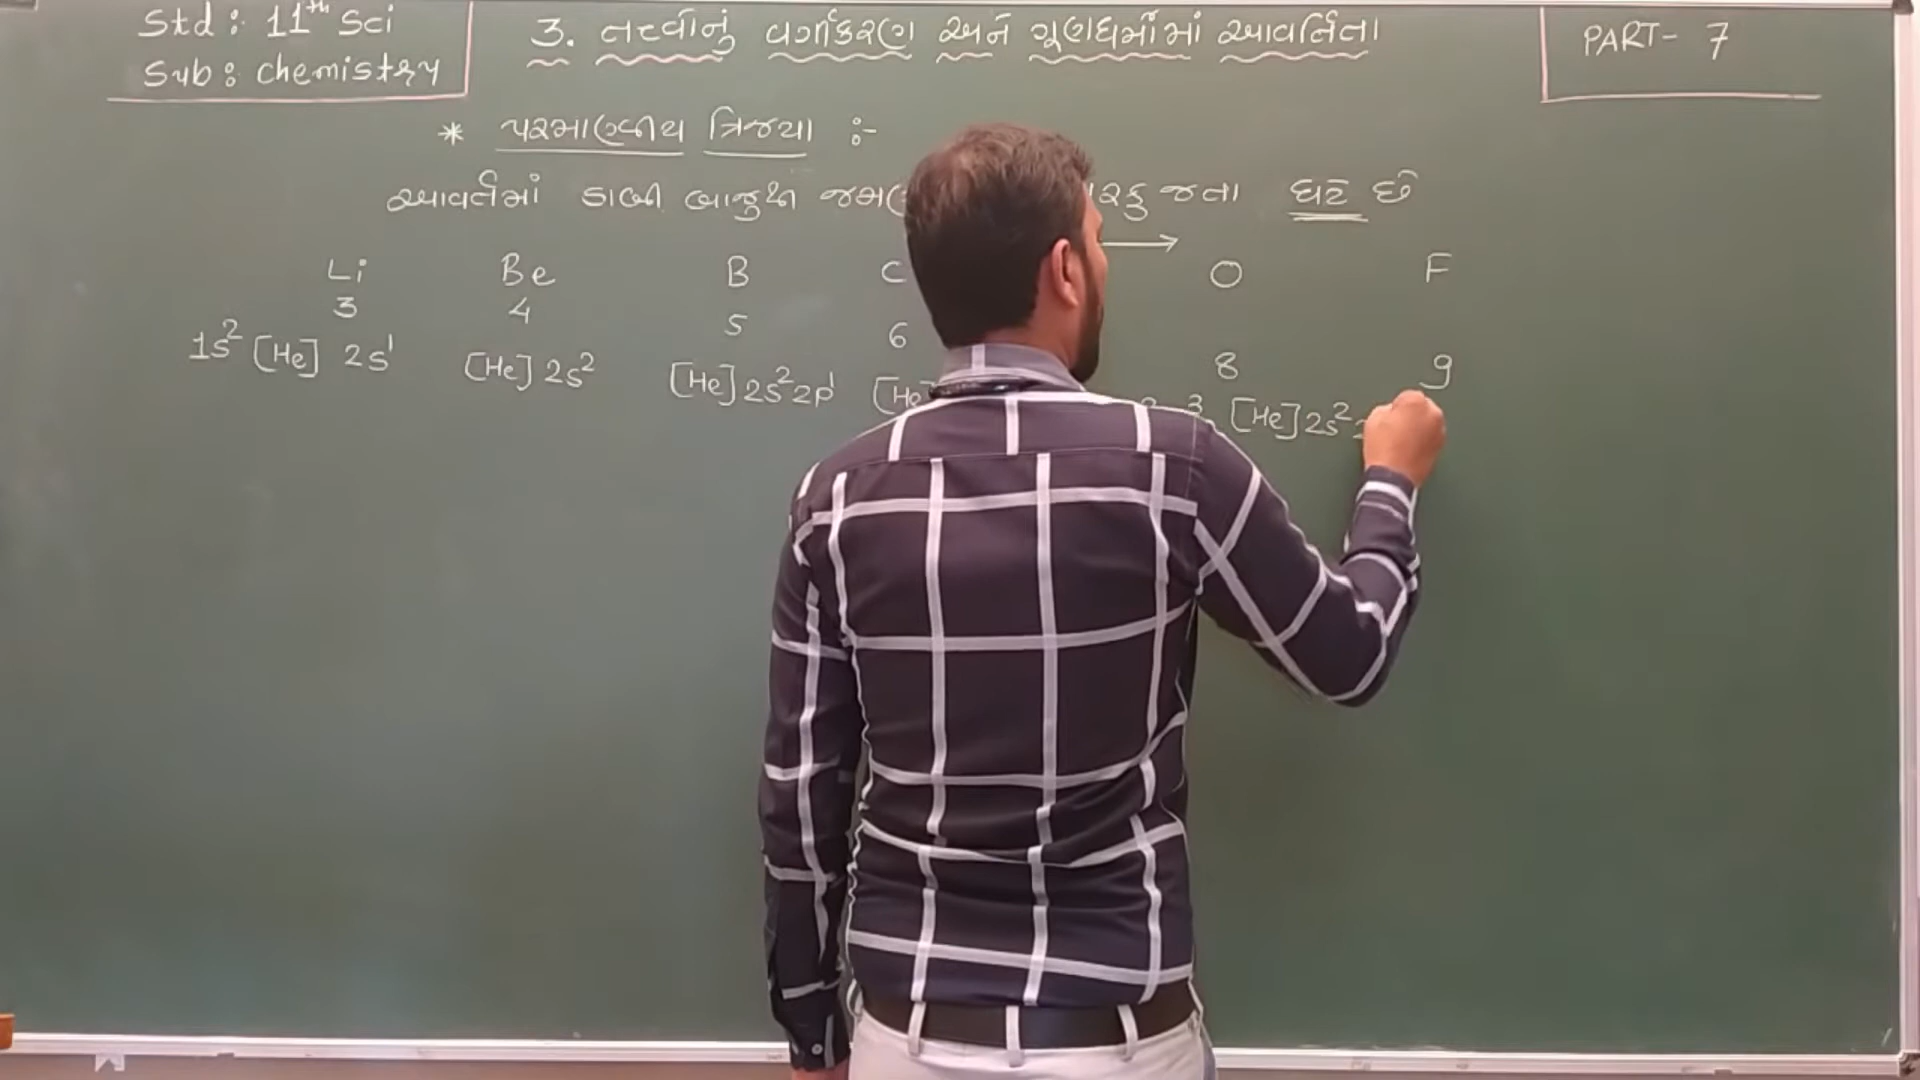 Std : 11th Sci
Sub : chemistry
3. તત્ત્વોનું વર્ગીકરણ અને ગુણધર્મોમાં આવર્તિતા
PART- 7
* પરમાણ્વીય ત્રિજ્યા :-
આવર્તમાં ડાબી બાજુથી જતા ઘટે છે
Li Be B C O F
3 4 5 6 8 9
1s² [He] 2s¹ [He] 2s² [He] 2s² 2p¹ [He 3 [He] 2s²